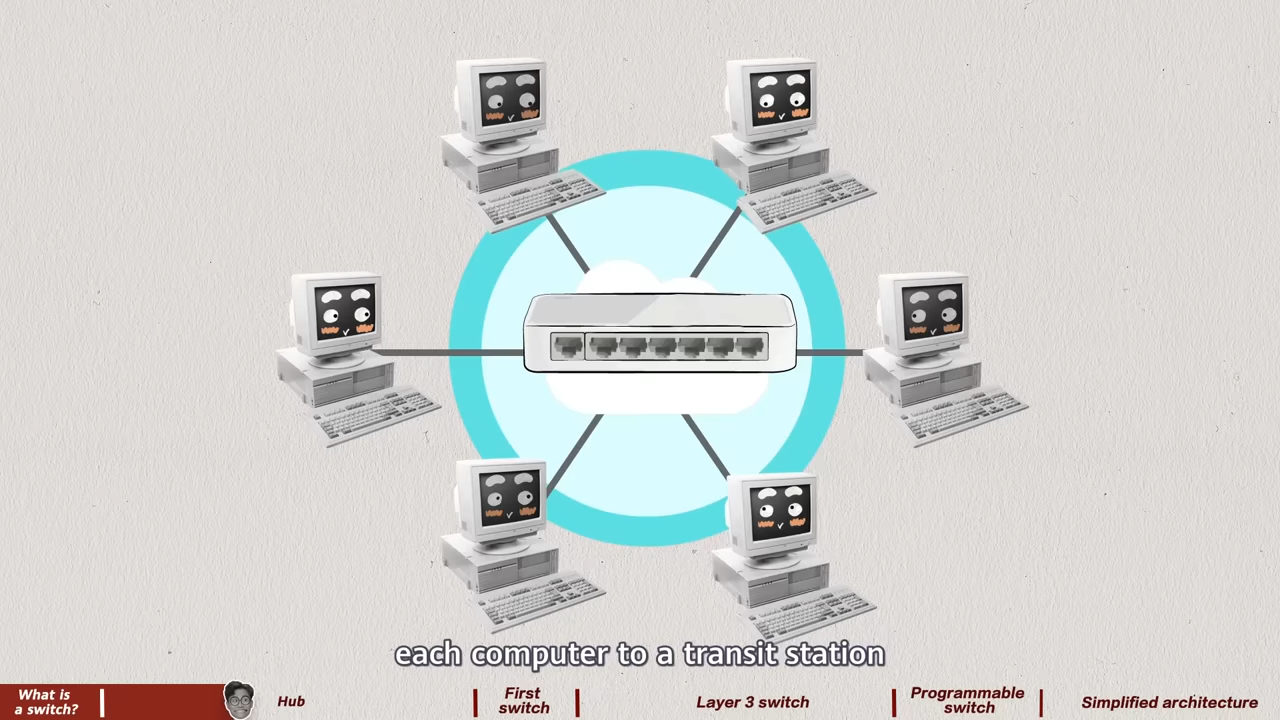 each computer to a transit station
What is
a switch?
Hub
First
switch
Layer 3 switch
Programmable
switch
Simplified architecture